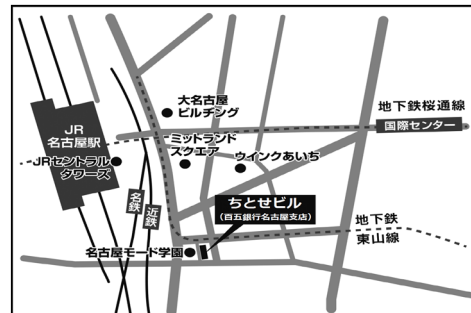 大名古屋
ビルヂング
地下鉄桜通線
国際センター
JR
名古屋駅
ミットランド
スクエア
ウインクあいち
JRセントラル
タワーズ
名鉄
近鉄
ちとせビル
(百五銀行名古屋支店)
地下鉄
東山線
名古屋モード学園